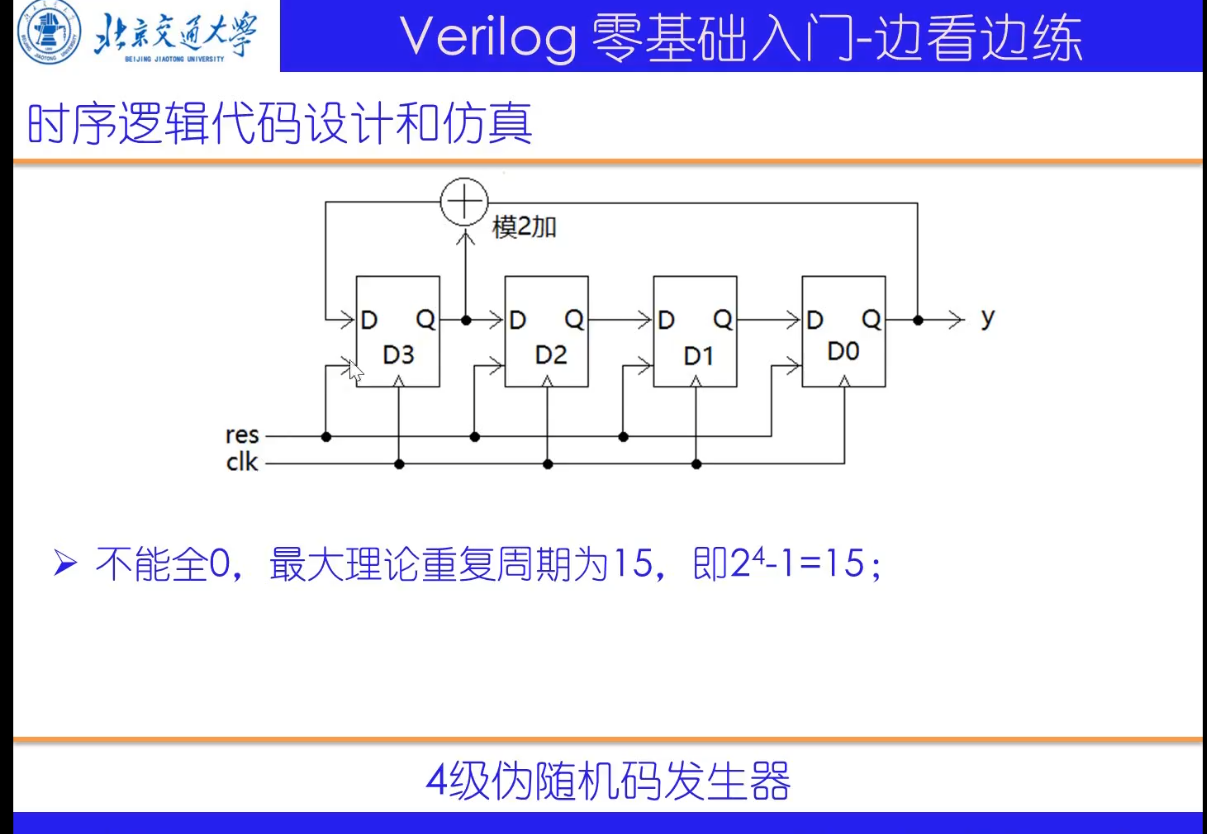 北京交通大學
BEIJING JIAOTONG UNIVERSITY
Verilog 零基础入门-边看边练
时序逻辑代码设计和仿真
模2加
D Q D Q D Q D Q y
D3 D2 D1 D0
res
clk
➢ 不能全0，最大理论重复周期为15，即2⁴-1=15；
4级伪随机码发生器